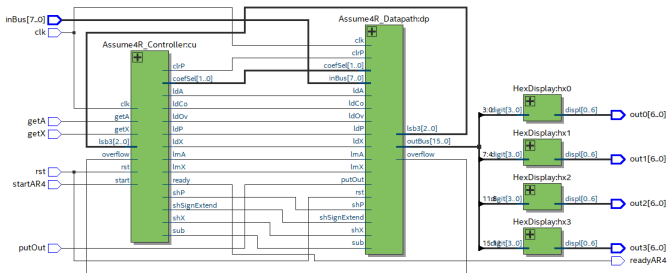 inBus[7..0]
clk
getA
getX
rst
startAR4
putOut
Assume4R_Controller:cu
clk
getA
getX
lsb3[2..0]
overflow
start
clrP
coefSel[1..0]
ldA
ldCo
ldOv
ldP
ldX
lmA
lmX
ready
shP
shSignExtend
shX
sub
Assume4R_Datapath:dp
clk
clrP
coefSel[1..0]
inBus[7..0]
ldA
ldCo
ldOv
ldP
ldX
lmA
lmX
putOut
rst
shP
shSignExtend
shX
sub
lsb3[2..0]
outBus[15..0]
overflow
HexDisplay:hx0
3:0
digit[3..0]
displ[0..6]
out0[6..0]
HexDisplay:hx1
7:4
digit[3..0]
displ[0..6]
out1[6..0]
HexDisplay:hx2
11:8
digit[3..0]
displ[0..6]
out2[6..0]
HexDisplay:hx3
15:12
digit[3..0]
displ[0..6]
out3[6..0]
readyAR4